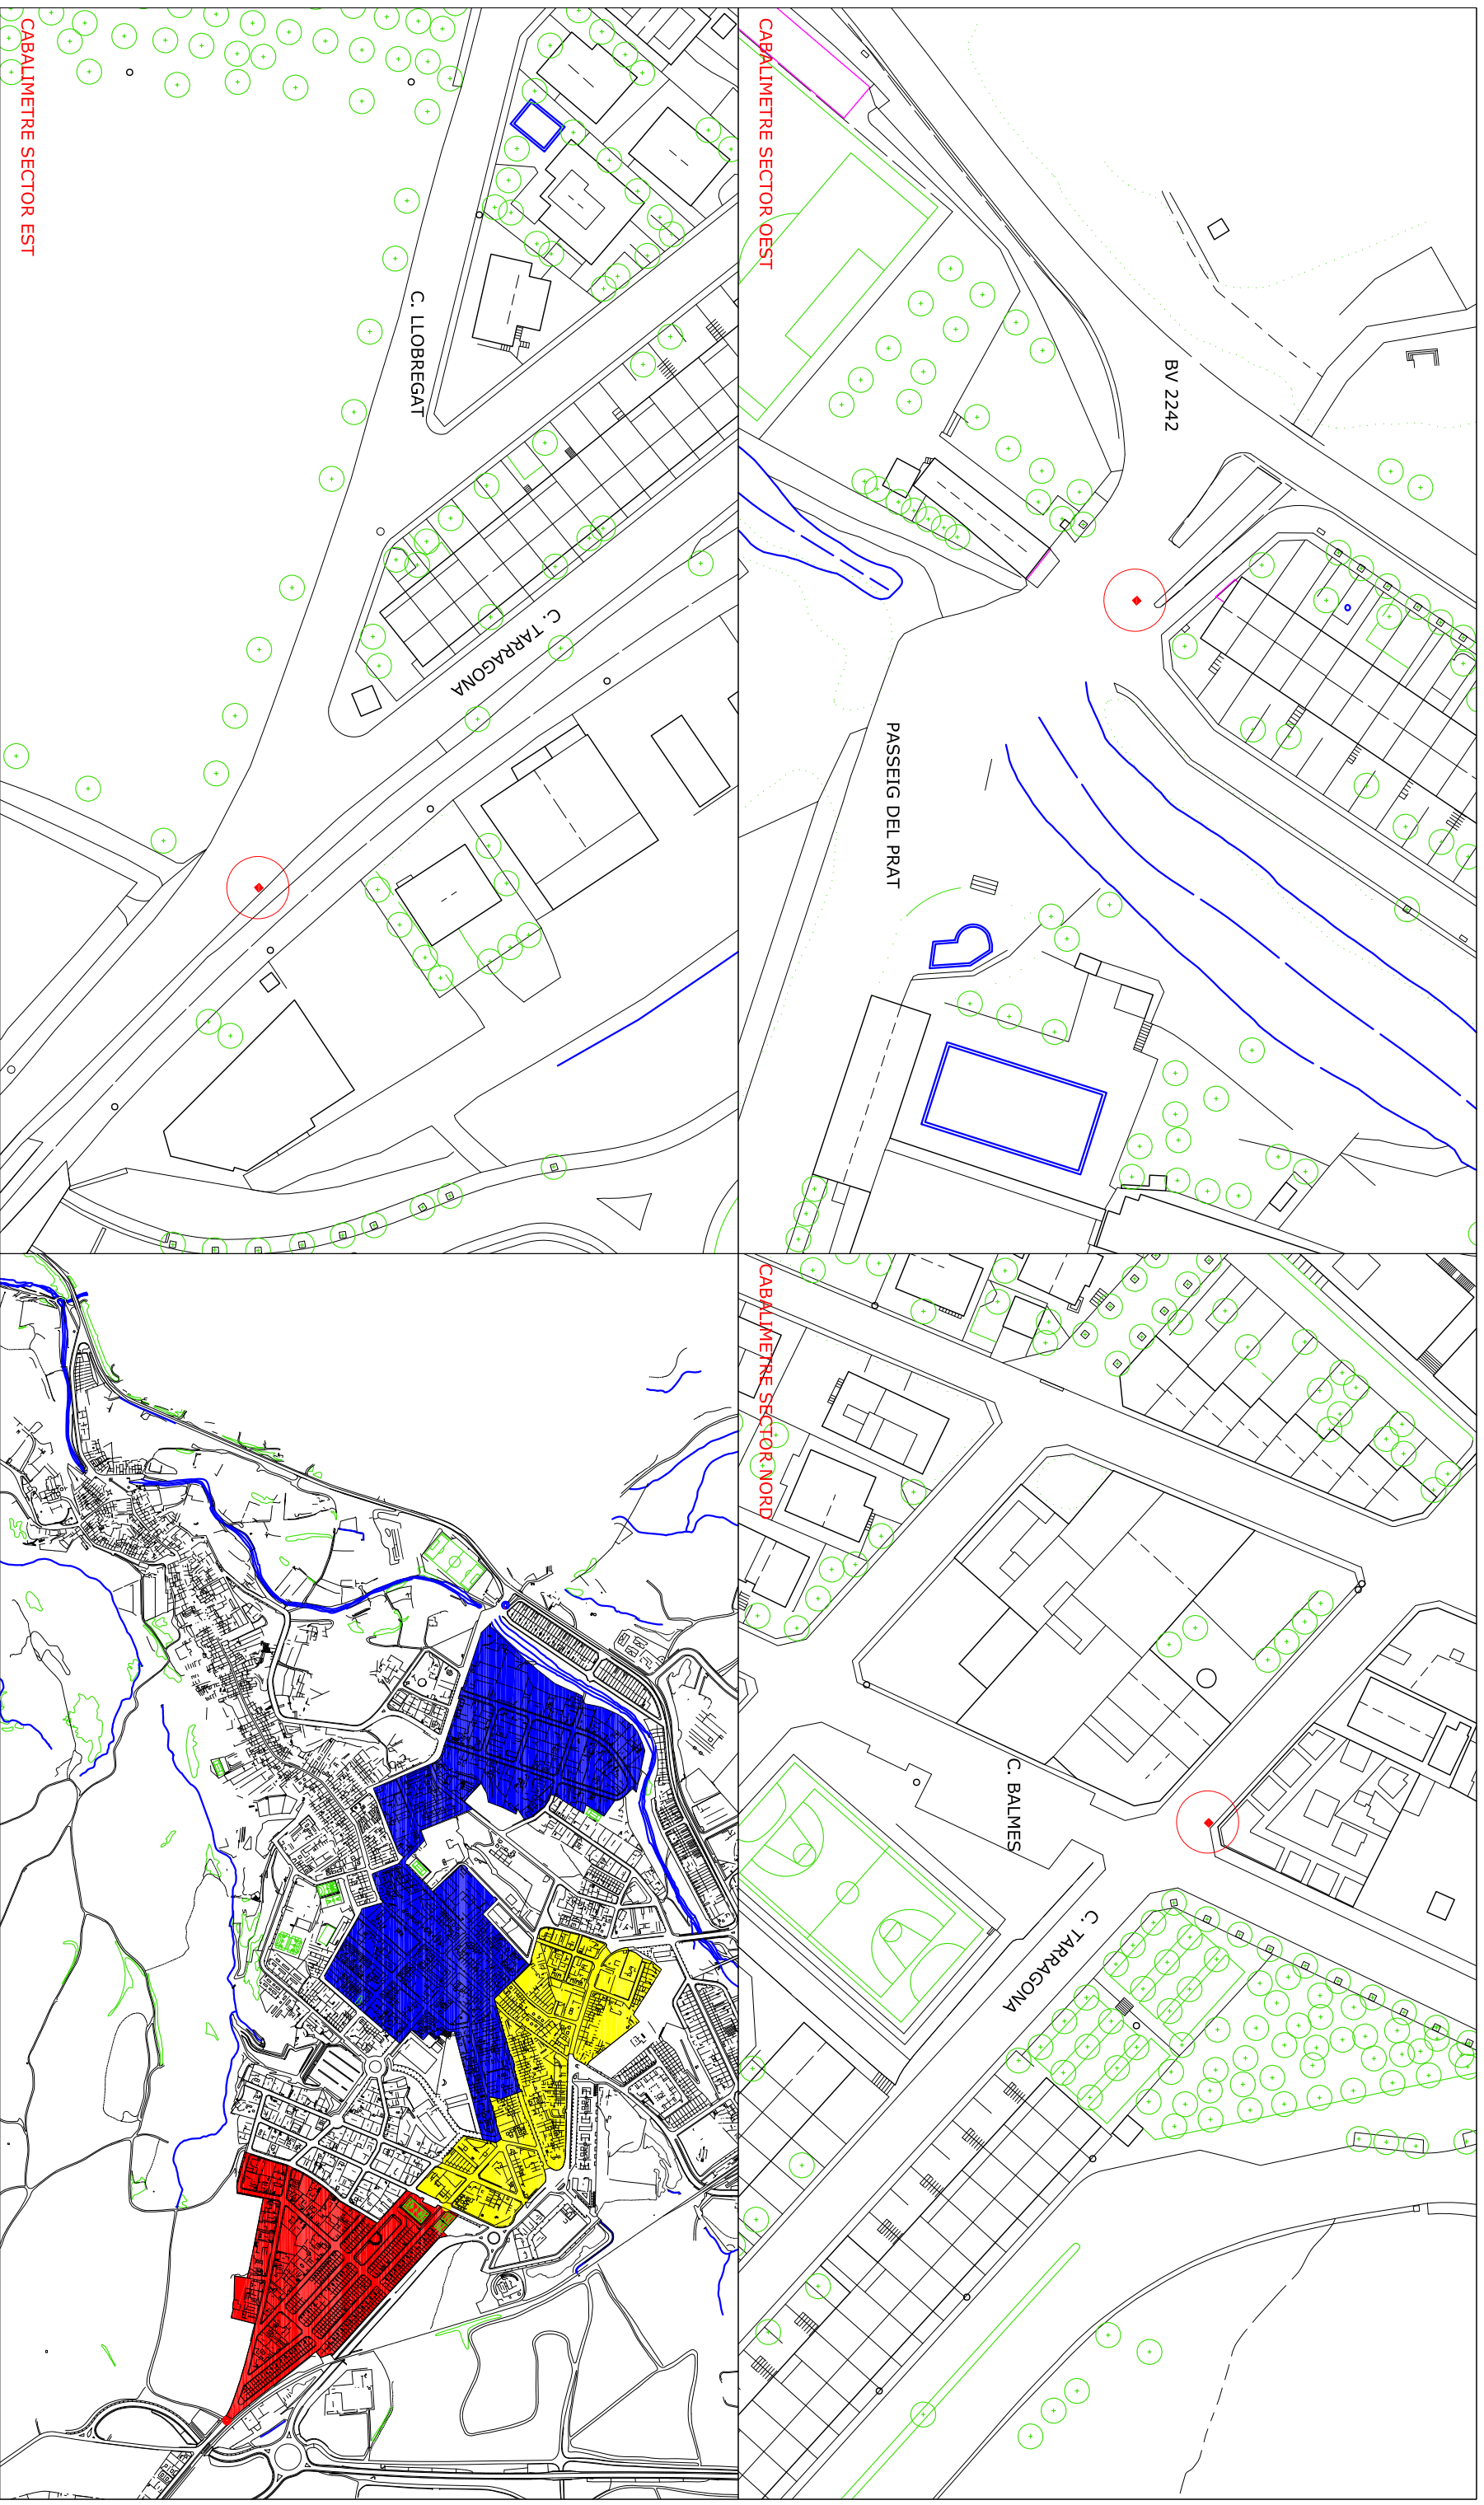 CABALIMETRE SECTOR EST
C. LLOBREGAT
C. TARRAGONA
CABALIMETRE SECTOR OEST
BV 2242
PASSEIG DEL PRAT
CABALIMETRE SECTOR NORD
C. BALMES
C. TARRAGONA